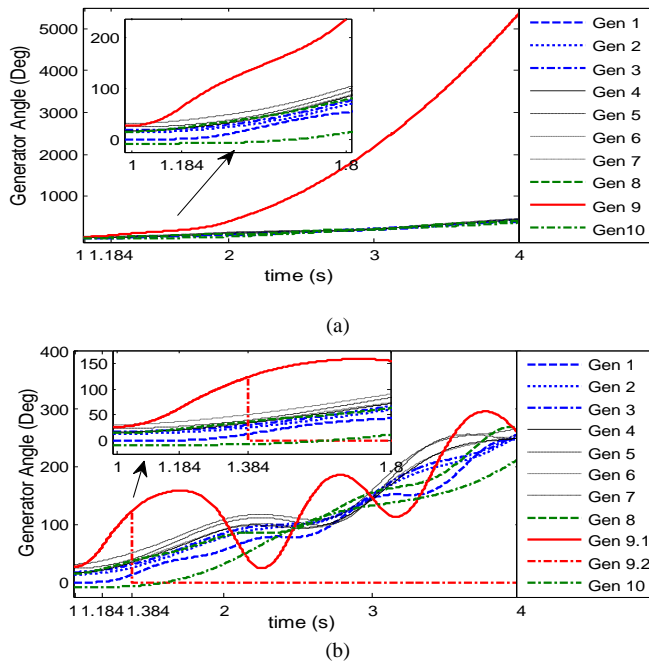 5000
4000
3000
2000
1000
Generator Angle (Deg)
200
100
0
1
1.184
1.8
1
1.184
2
3
4
time (s)
Gen 1
Gen 2
Gen 3
Gen 4
Gen 5
Gen 6
Gen 7
Gen 8
Gen 9
Gen10
(a)
400
300
200
100
0
Generator Angle (Deg)
150
100
50
0
1
1.184
1.384
1.8
1
1.184
1.384
2
3
4
time (s)
Gen 1
Gen 2
Gen 3
Gen 4
Gen 5
Gen 6
Gen 7
Gen 8
Gen 9.1
Gen 9.2
Gen 10
(b)